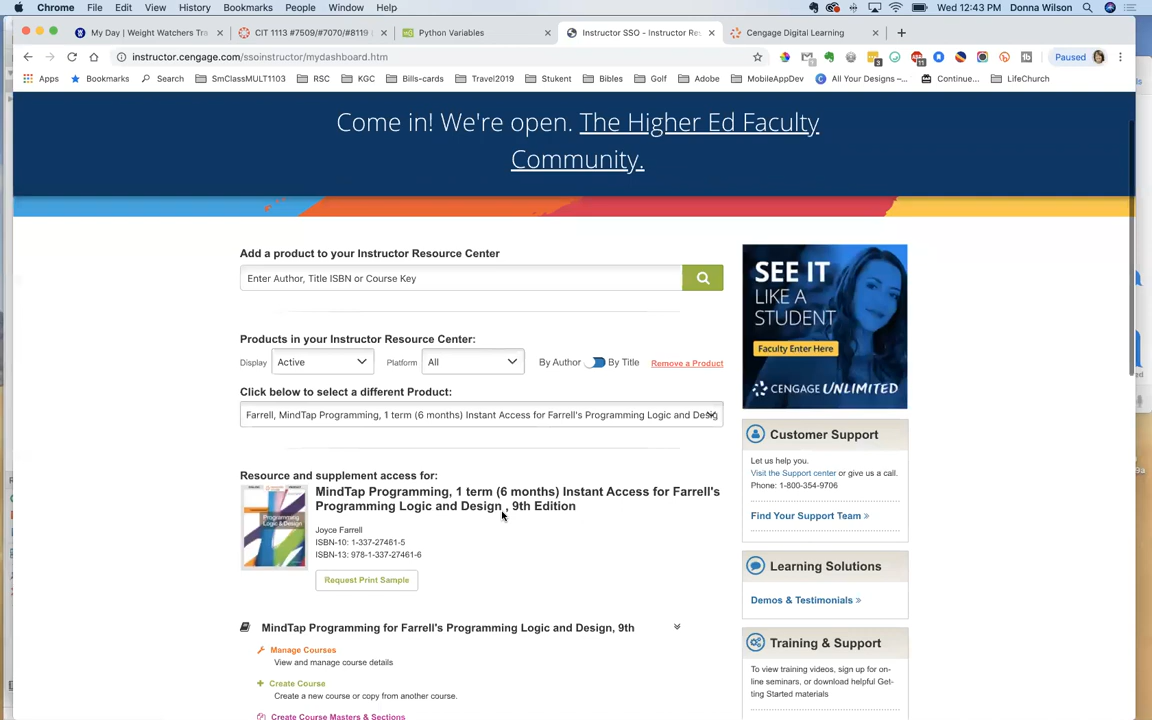 Chrome File Edit View History Bookmarks People Window Help Wed 12:43 PM Donna Wilson
My Day | Weight Watchers Tra CIT 1113 #7509/#7070/#8119 Python Variables Instructor SSO - Instructor Res Cengage Digital Learning
instructor.cengage.com/ssoinstructor/mydashboard.htm Paused
Apps Bookmarks Search SmClassMULT1103 RSC KGC Bills-cards Travel2019 Stukent Bibles Golf Adobe MobileAppDev All Your Designs –... Continue... LifeChurch
Come in! We're open. The Higher Ed Faculty
Community.
Add a product to your Instructor Resource Center
Enter Author, Title ISBN or Course Key
Products in your Instructor Resource Center:
Display Active Platform All By Author By Title Remove a Product
Click below to select a different Product:
Farrell, MindTap Programming, 1 term (6 months) Instant Access for Farrell's Programming Logic and Desig
Resource and supplement access for:
MindTap Programming, 1 term (6 months) Instant Access for Farrell's
Programming Logic and Design , 9th Edition
Programming
Logic & Design
Joyce Farrell
ISBN-10: 1-337-27461-5
ISBN-13: 978-1-337-27461-6
Request Print Sample
MindTap Programming for Farrell's Programming Logic and Design, 9th
Manage Courses
View and manage course details
Create Course
Create a new course or copy from another course.
Create Course Masters & Sections
SEE IT
LIKE A
STUDENT
Faculty Enter Here
CENGAGE UNLIMITED
Customer Support
Let us help you.
Visit the Support center or give us a call.
Phone: 1-800-354-9706
Find Your Support Team »
Learning Solutions
Demos & Testimonials »
Training & Support
To view training videos, sign up for on-
line seminars, or download helpful Get-
ting Started materials